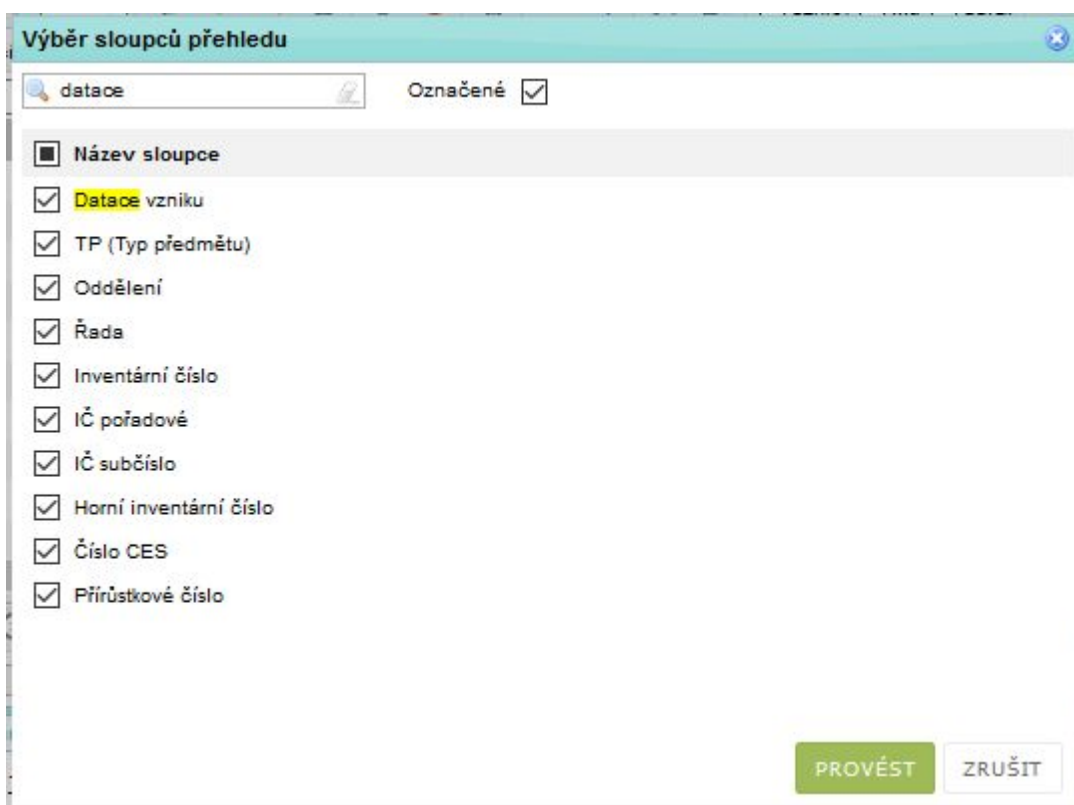 Výběr sloupců přehledu
datace
Označené
Název sloupce
Datace vzniku
TP (Typ předmětu)
Oddělení
Řada
Inventární číslo
IČ pořadové
IČ subčíslo
Horní inventární číslo
Číslo CES
Přírůstkové číslo
PROVÉST ZRUŠIT